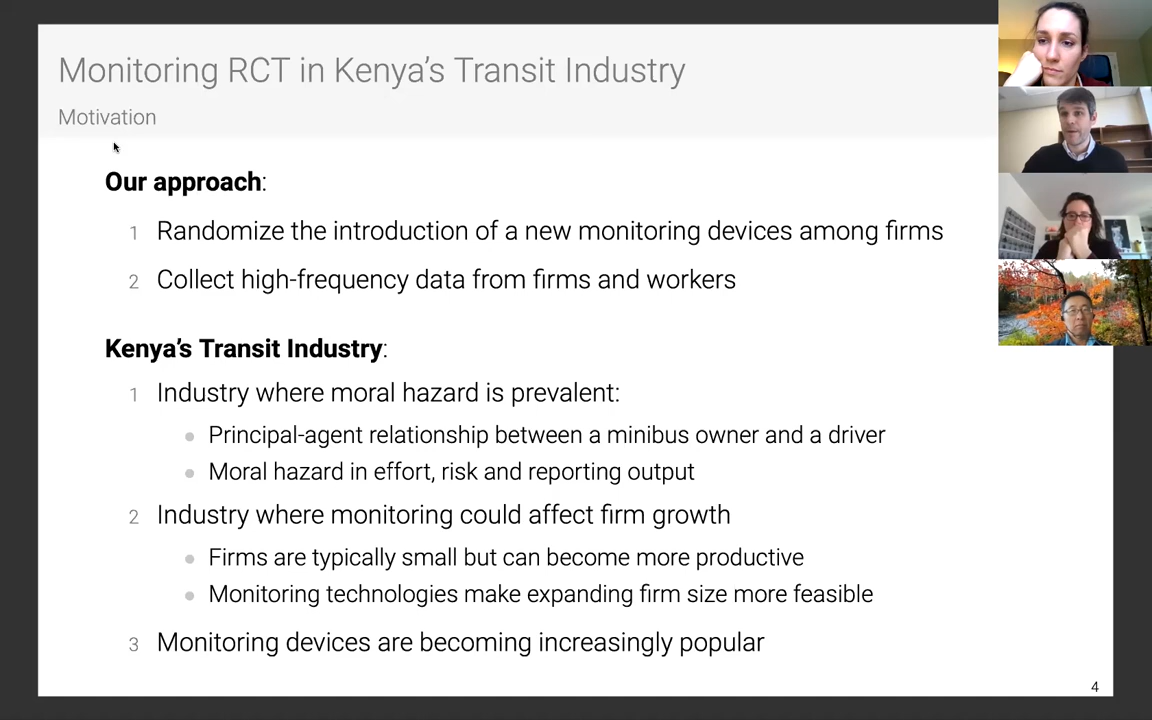 Monitoring RCT in Kenya's Transit Industry
Motivation
Our approach:
1 Randomize the introduction of a new monitoring devices among firms
2 Collect high-frequency data from firms and workers
Kenya's Transit Industry:
1 Industry where moral hazard is prevalent:
● Principal-agent relationship between a minibus owner and a driver
● Moral hazard in effort, risk and reporting output
2 Industry where monitoring could affect firm growth
● Firms are typically small but can become more productive
● Monitoring technologies make expanding firm size more feasible
3 Monitoring devices are becoming increasingly popular
4